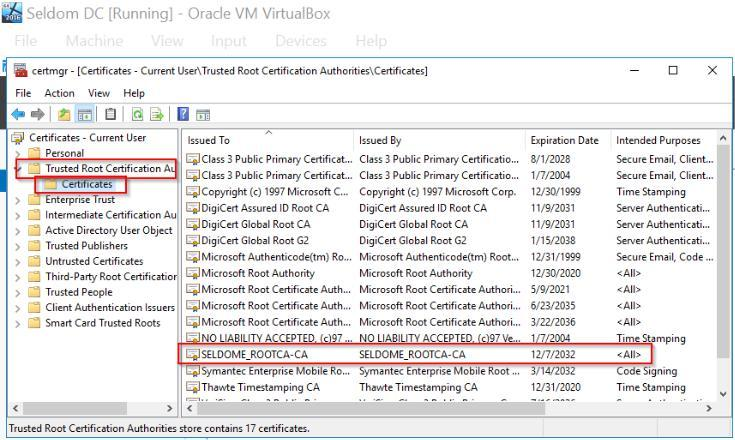 Seldom DC [Running] - Oracle VM VirtualBox
File Machine View Input Devices Help
certmgr - [Certificates - Current User\Trusted Root Certification Authorities\Certificates]
File Action View Help
Certificates - Current User
Personal
Trusted Root Certification Au
Certificates
Enterprise Trust
Intermediate Certification Au
Active Directory User Object
Trusted Publishers
Untrusted Certificates
Third-Party Root Certification
Trusted People
Client Authentication Issuers
Smart Card Trusted Roots
Issued To Issued By Expiration Date Intended Purposes
Class 3 Public Primary Certificat... Class 3 Public Primary Certificatio... 8/1/2028 Secure Email, Client...
Class 3 Public Primary Certificat... Class 3 Public Primary Certificatio... 1/7/2004 Secure Email, Client...
Copyright (c) 1997 Microsoft C... Copyright (c) 1997 Microsoft Corp. 12/30/1999 Time Stamping
DigiCert Assured ID Root CA DigiCert Assured ID Root CA 11/9/2031 Server Authenticati...
DigiCert Global Root CA DigiCert Global Root CA 11/9/2031 Server Authenticati...
DigiCert Global Root G2 DigiCert Global Root G2 1/15/2038 Server Authenticati...
Microsoft Authenticode(tm) Ro... Microsoft Authenticode(tm) Root... 12/31/1999 Secure Email, Code ...
Microsoft Root Authority Microsoft Root Authority 12/30/2020 <All>
Microsoft Root Certificate Auth... Microsoft Root Certificate Authori... 5/9/2021 <All>
Microsoft Root Certificate Auth... Microsoft Root Certificate Authori... 6/23/2035 <All>
Microsoft Root Certificate Auth... Microsoft Root Certificate Authori... 3/22/2036 <All>
NO LIABILITY ACCEPTED, (c)97 ... NO LIABILITY ACCEPTED, (c)97 Ve... 1/7/2004 Time Stamping
SELDOME_ROOTCA-CA SELDOME_ROOTCA-CA 12/7/2032 <All>
Symantec Enterprise Mobile Ro... Symantec Enterprise Mobile Root ... 3/14/2032 Code Signing
Thawte Timestamping CA Thawte Timestamping CA 12/31/2020 Time Stamping
Trusted Root Certification Authorities store contains 17 certificates.